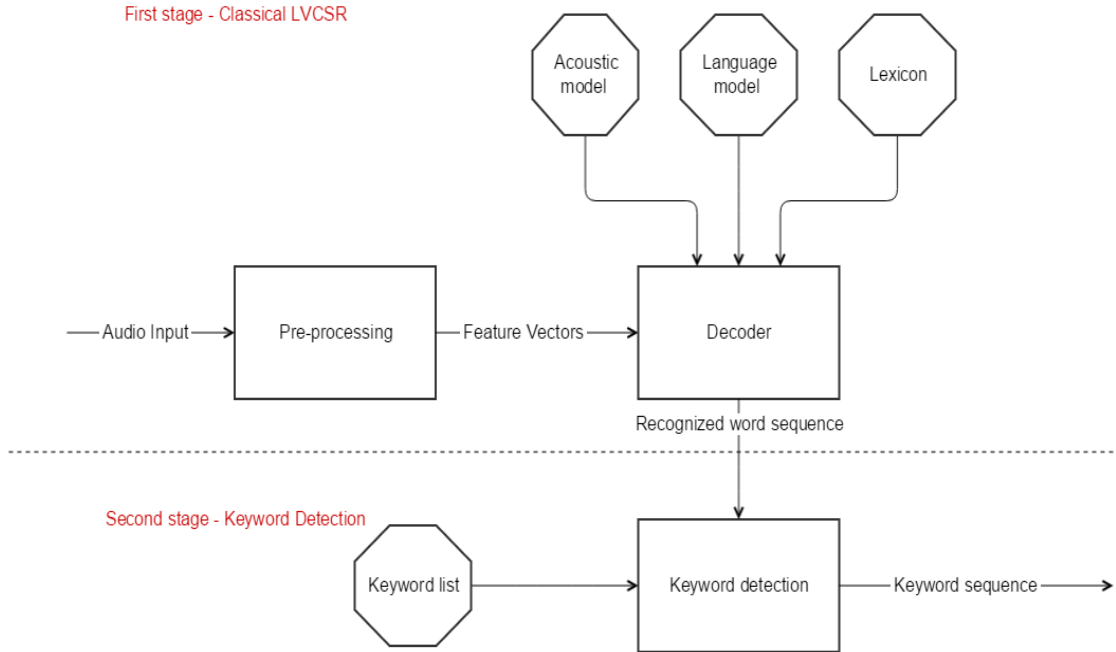 First stage - Classical LVCSR
Acoustic
model
Language
model
Lexicon
Audio Input
Pre-processing
Feature Vectors
Decoder
Recognized word sequence
Second stage - Keyword Detection
Keyword list
Keyword detection
Keyword sequence